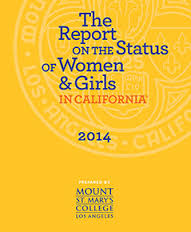 The
Report
ON THE Status
OF Women
& Girls
IN CALIFORNIA
2014
PREPARED BY
MOUNT
ST. MARY'S
COLLEGE
LOS ANGELES